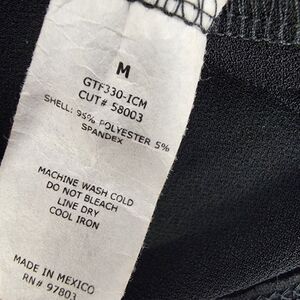 M
GTF330-ICM
CUT# 58003
SHELL: 95% POLYESTER 5%
SPANDEX
MACHINE WASH COLD
DO NOT BLEACH
LINE DRY
COOL IRON
MADE IN MEXICO
RN# 97803